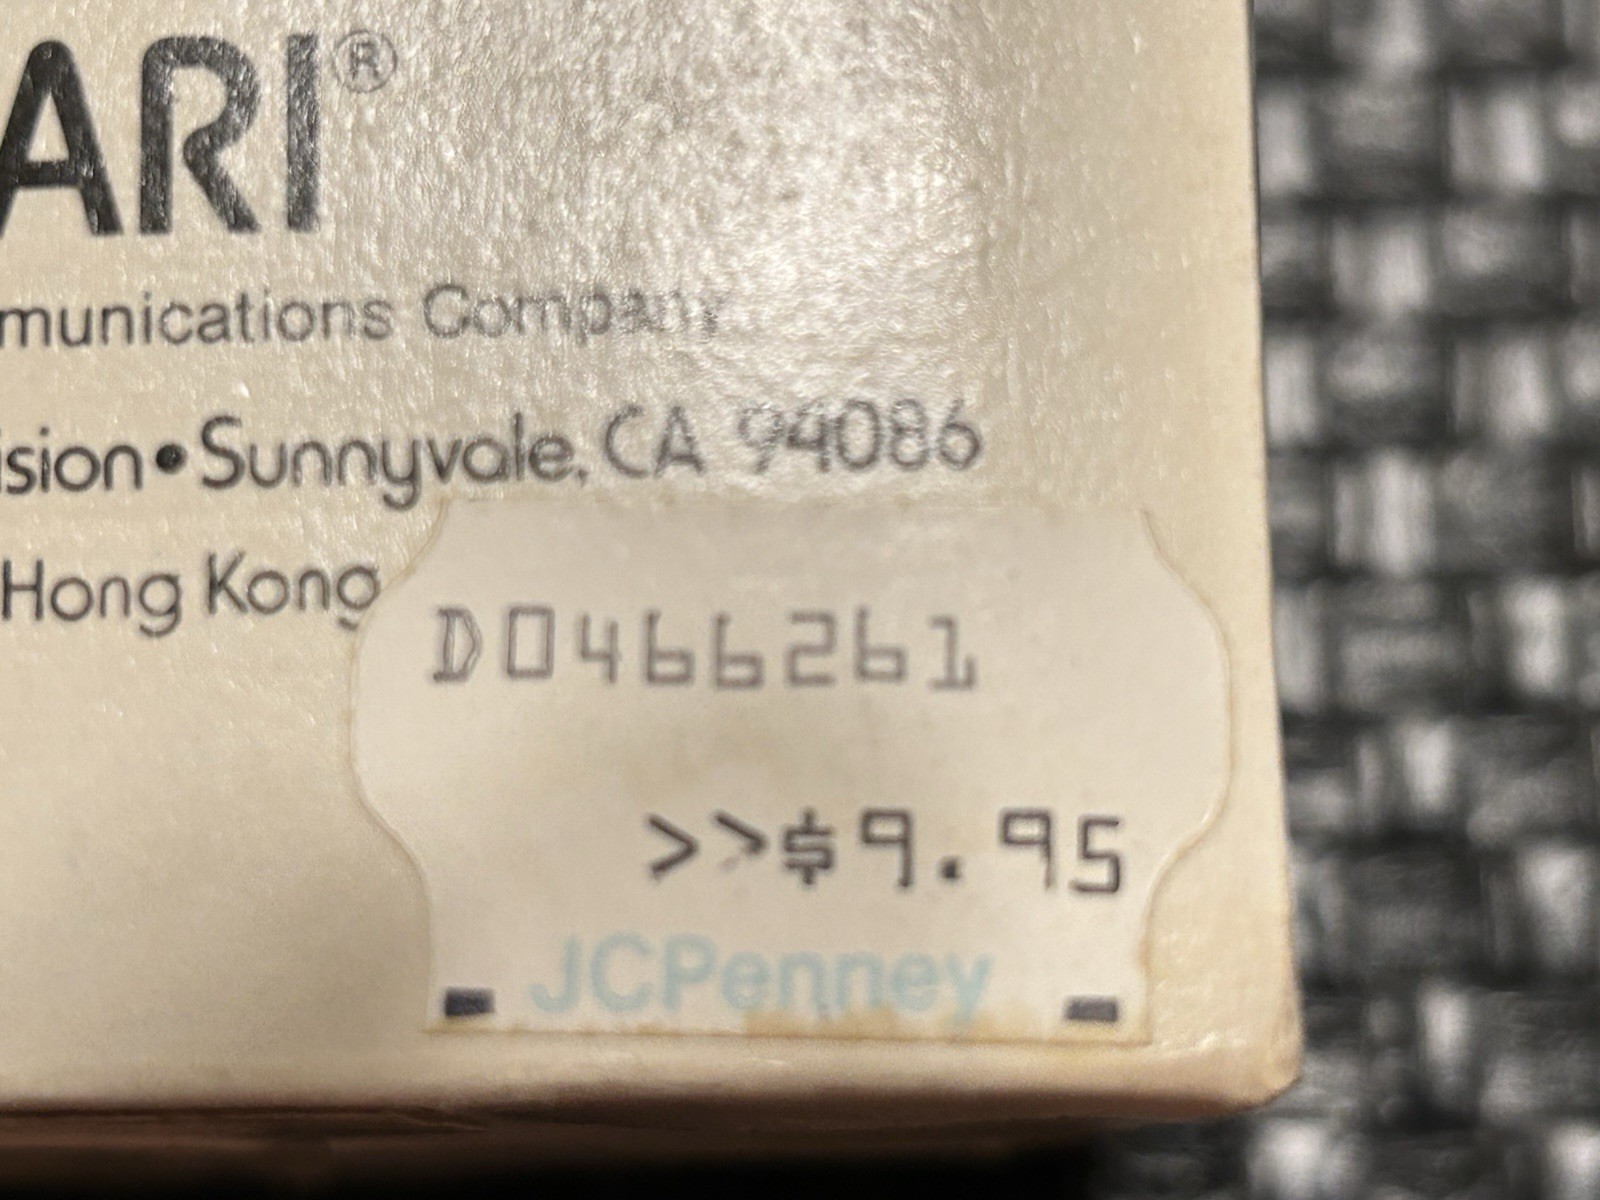 ARI®
munications Company
ision • Sunnyvale, CA 94086
Hong Kong
D0466261
>>$9.95
JCPenney